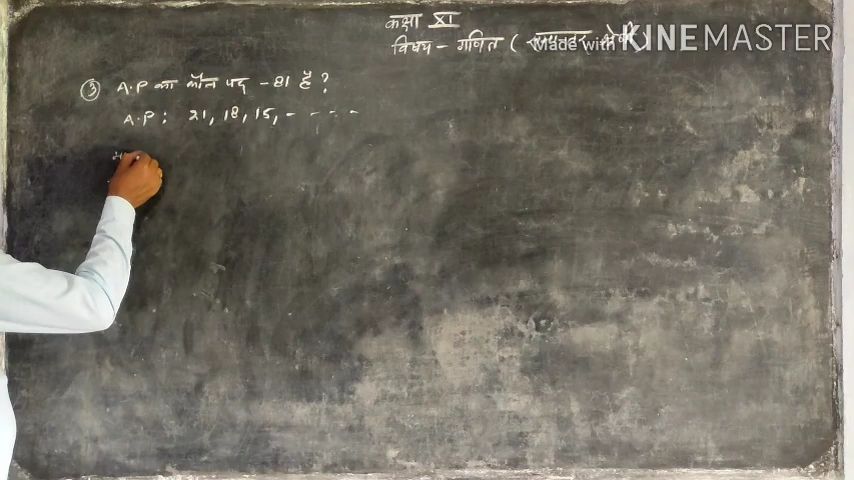 कक्षा XI
विषय - गणित (
Made with KINEMASTER
③ A.P का कौन पद -81 है ?
A.P : 21, 18, 15, - - - -